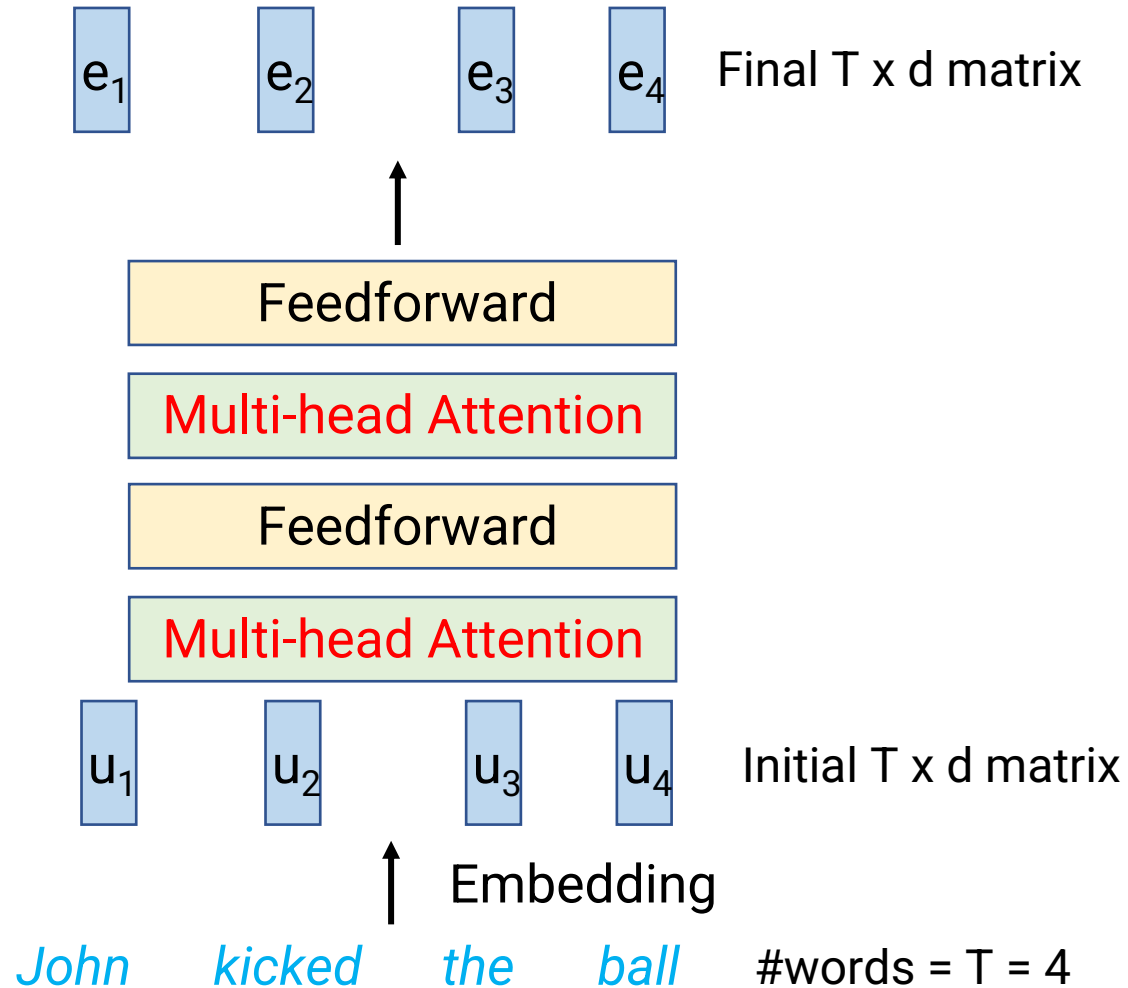 e₁ e₂ e₃ e₄ Final T x d matrix
Feedforward
Multi-head Attention
Feedforward
Multi-head Attention
u₁ u₂ u₃ u₄ Initial T x d matrix
Embedding
John kicked the ball #words = T = 4